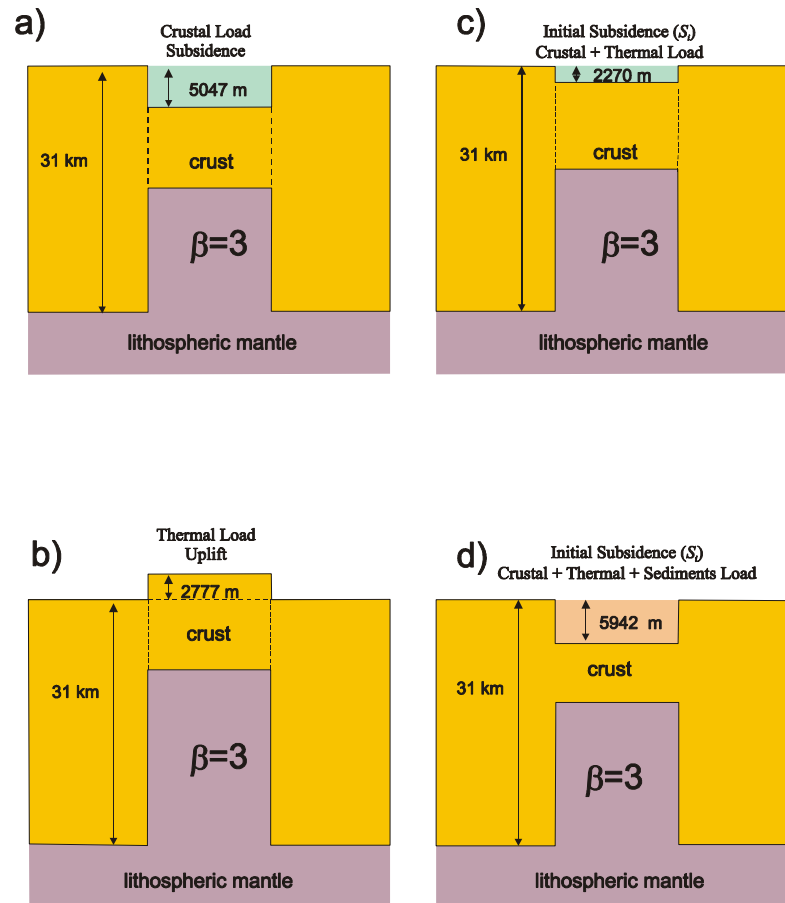 a)
Crustal Load
Subsidence
5047 m
31 km
crust
β=3
lithospheric mantle
c)
Initial Subsidence (Si)
Crustal + Thermal Load
2270 m
31 km
crust
β=3
lithospheric mantle
b)
Thermal Load
Uplift
2777 m
crust
31 km
β=3
lithospheric mantle
d)
Initial Subsidence (Si)
Crustal + Thermal + Sediments Load
5942 m
crust
31 km
β=3
lithospheric mantle